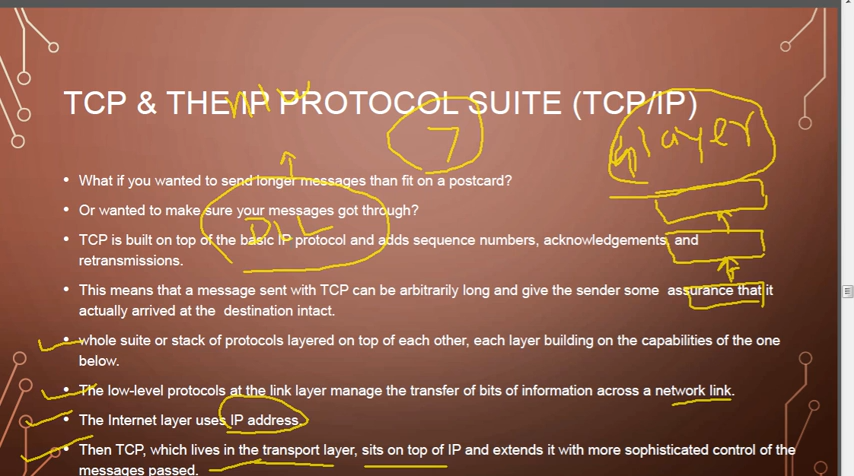 TCP & THE IP PROTOCOL SUITE (TCP/IP)
N/W
7
layer
• What if you wanted to send longer messages than fit on a postcard?
• Or wanted to make sure your messages got through?
DLL
• TCP is built on top of the basic IP protocol and adds sequence numbers, acknowledgements, and
retransmissions.
• This means that a message sent with TCP can be arbitrarily long and give the sender some assurance that it
actually arrived at the destination intact.
• whole suite or stack of protocols layered on top of each other, each layer building on the capabilities of the one
below.
• The low-level protocols at the link layer manage the transfer of bits of information across a network link.
• The Internet layer uses IP address.
• Then TCP, which lives in the transport layer, sits on top of IP and extends it with more sophisticated control of the
messages passed.